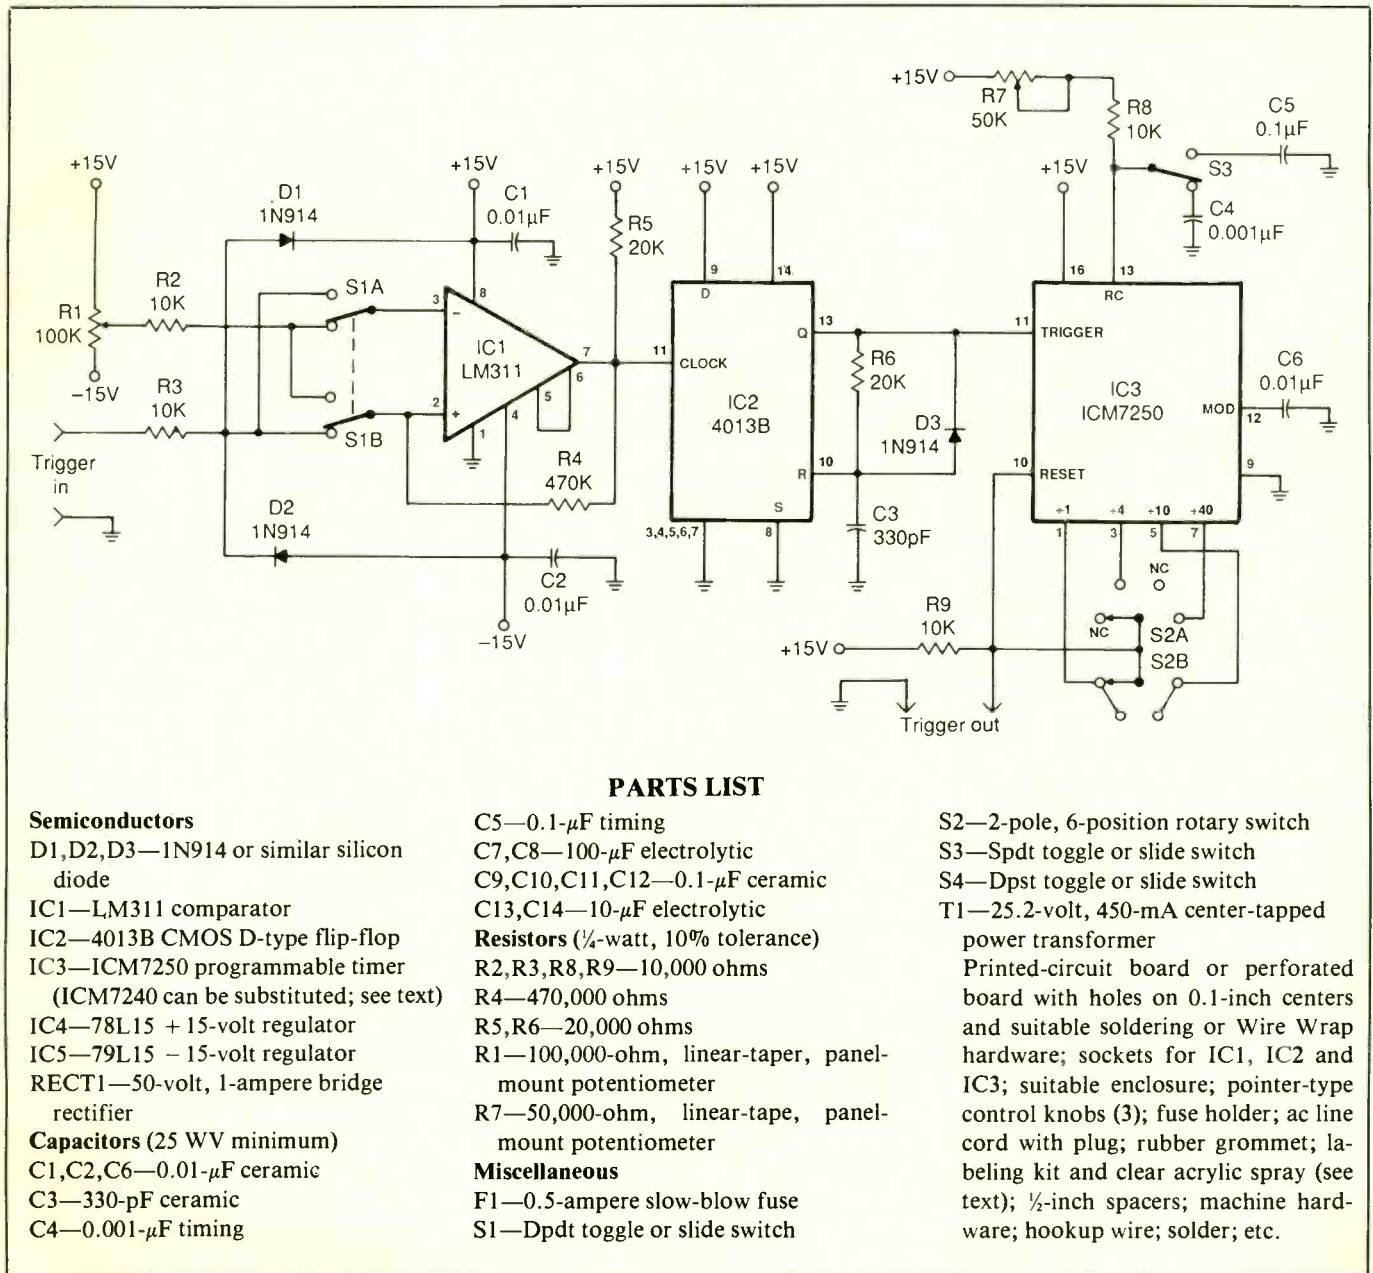 +15V
R7
50K
R8
10K
C5
0.1µF
S3
C4
0.001µF
+15V
D1
1N914
+15V
C1
0.01µF
+15V
R5
20K
+15V
+15V
+15V
R1
100K
–15V
R2
10K
R3
10K
Trigger
in
S1A
S1B
3
–
8
IC1
LM311
7
6
5
2
+
4
1
R4
470K
D2
1N914
C2
0.01µF
–15V
9
D
14
11
CLOCK
Q
13
IC2
4013B
R
10
S
3,4,5,6,7
8
R6
20K
D3
1N914
C3
330pF
16
13
RC
11
TRIGGER
IC3
ICM7250
MOD
12
C6
0.01µF
10
RESET
9
÷1
÷4
÷10
÷40
1
3
5
7
NC
NC
S2A
S2B
R9
10K
+15V
Trigger out
PARTS LIST
Semiconductors
D1,D2,D3—1N914 or similar silicon
diode
IC1—LM311 comparator
IC2—4013B CMOS D-type flip-flop
IC3—ICM7250 programmable timer
(ICM7240 can be substituted; see text)
IC4—78L15 +15-volt regulator
IC5—79L15 –15-volt regulator
RECT1—50-volt, 1-ampere bridge
rectifier
Capacitors (25 WV minimum)
C1,C2,C6—0.01-µF ceramic
C3—330-pF ceramic
C4—0.001-µF timing
C5—0.1-µF timing
C7,C8—100-µF electrolytic
C9,C10,C11,C12—0.1-µF ceramic
C13,C14—10-µF electrolytic
Resistors (¼-watt, 10% tolerance)
R2,R3,R8,R9—10,000 ohms
R4—470,000 ohms
R5,R6—20,000 ohms
R1—100,000-ohm, linear-taper, panel-
mount potentiometer
R7—50,000-ohm, linear-tape, panel-
mount potentiometer
Miscellaneous
F1—0.5-ampere slow-blow fuse
S1—Dpdt toggle or slide switch
S2—2-pole, 6-position rotary switch
S3—Spdt toggle or slide switch
S4—Dpst toggle or slide switch
T1—25.2-volt, 450-mA center-tapped
power transformer
Printed-circuit board or perforated
board with holes on 0.1-inch centers
and suitable soldering or Wire Wrap
hardware; sockets for IC1, IC2 and
IC3; suitable enclosure; pointer-type
control knobs (3); fuse holder; ac line
cord with plug; rubber grommet; la-
beling kit and clear acrylic spray (see
text); ½-inch spacers; machine hard-
ware; hookup wire; solder; etc.